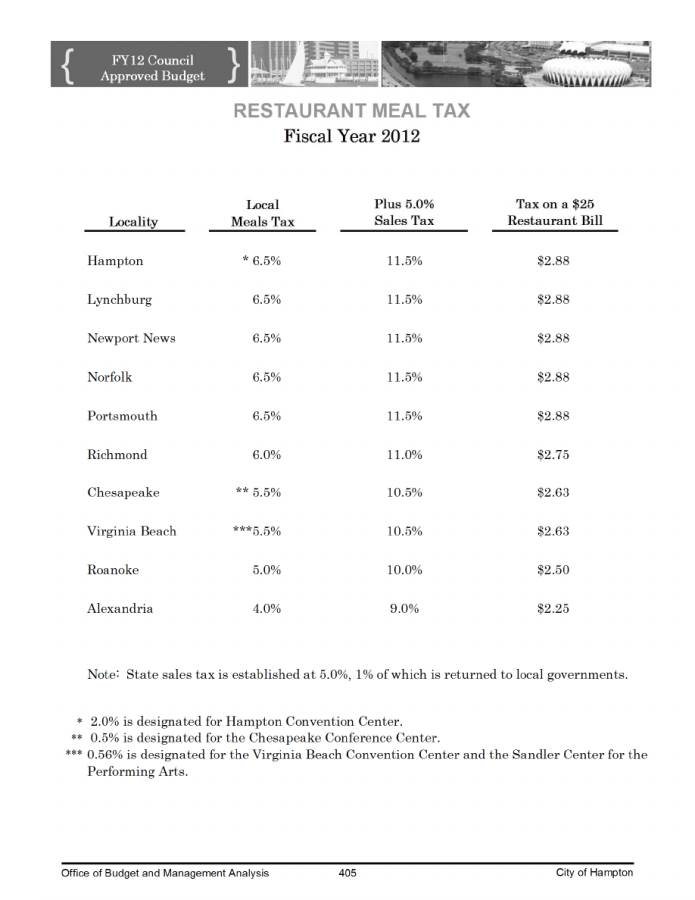 FY12 Council
Approved Budget
RESTAURANT MEAL TAX
Fiscal Year 2012
Locality Local Meals Tax Plus 5.0% Sales Tax Tax on a $25 Restaurant Bill
Hampton * 6.5% 11.5% $2.88
Lynchburg 6.5% 11.5% $2.88
Newport News 6.5% 11.5% $2.88
Norfolk 6.5% 11.5% $2.88
Portsmouth 6.5% 11.5% $2.88
Richmond 6.0% 11.0% $2.75
Chesapeake ** 5.5% 10.5% $2.63
Virginia Beach ***5.5% 10.5% $2.63
Roanoke 5.0% 10.0% $2.50
Alexandria 4.0% 9.0% $2.25
Note: State sales tax is established at 5.0%, 1% of which is returned to local governments.
* 2.0% is designated for Hampton Convention Center.
** 0.5% is designated for the Chesapeake Conference Center.
*** 0.56% is designated for the Virginia Beach Convention Center and the Sandler Center for the
Performing Arts.
Office of Budget and Management Analysis 405 City of Hampton